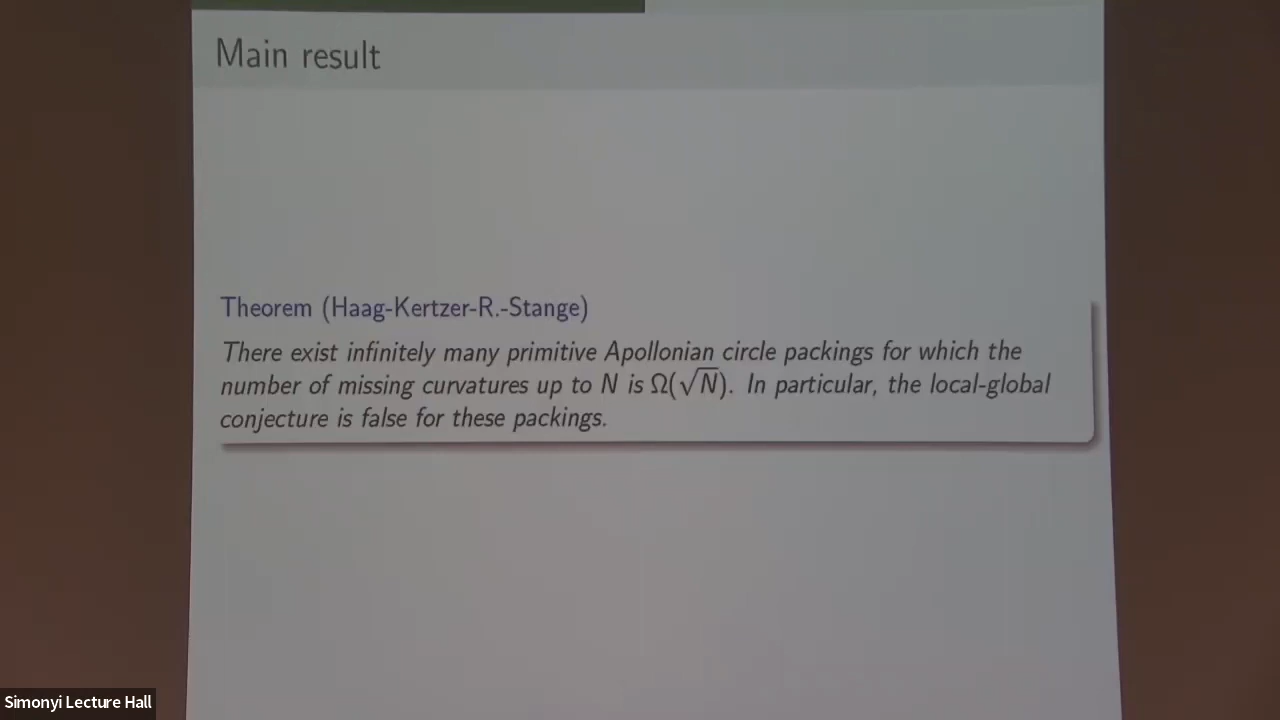 Main result
Theorem (Haag-Kertzer-R.-Stange)
There exist infinitely many primitive Apollonian circle packings for which the
number of missing curvatures up to N is Ω(√N). In particular, the local-global
conjecture is false for these packings.
Simonyi Lecture Hall